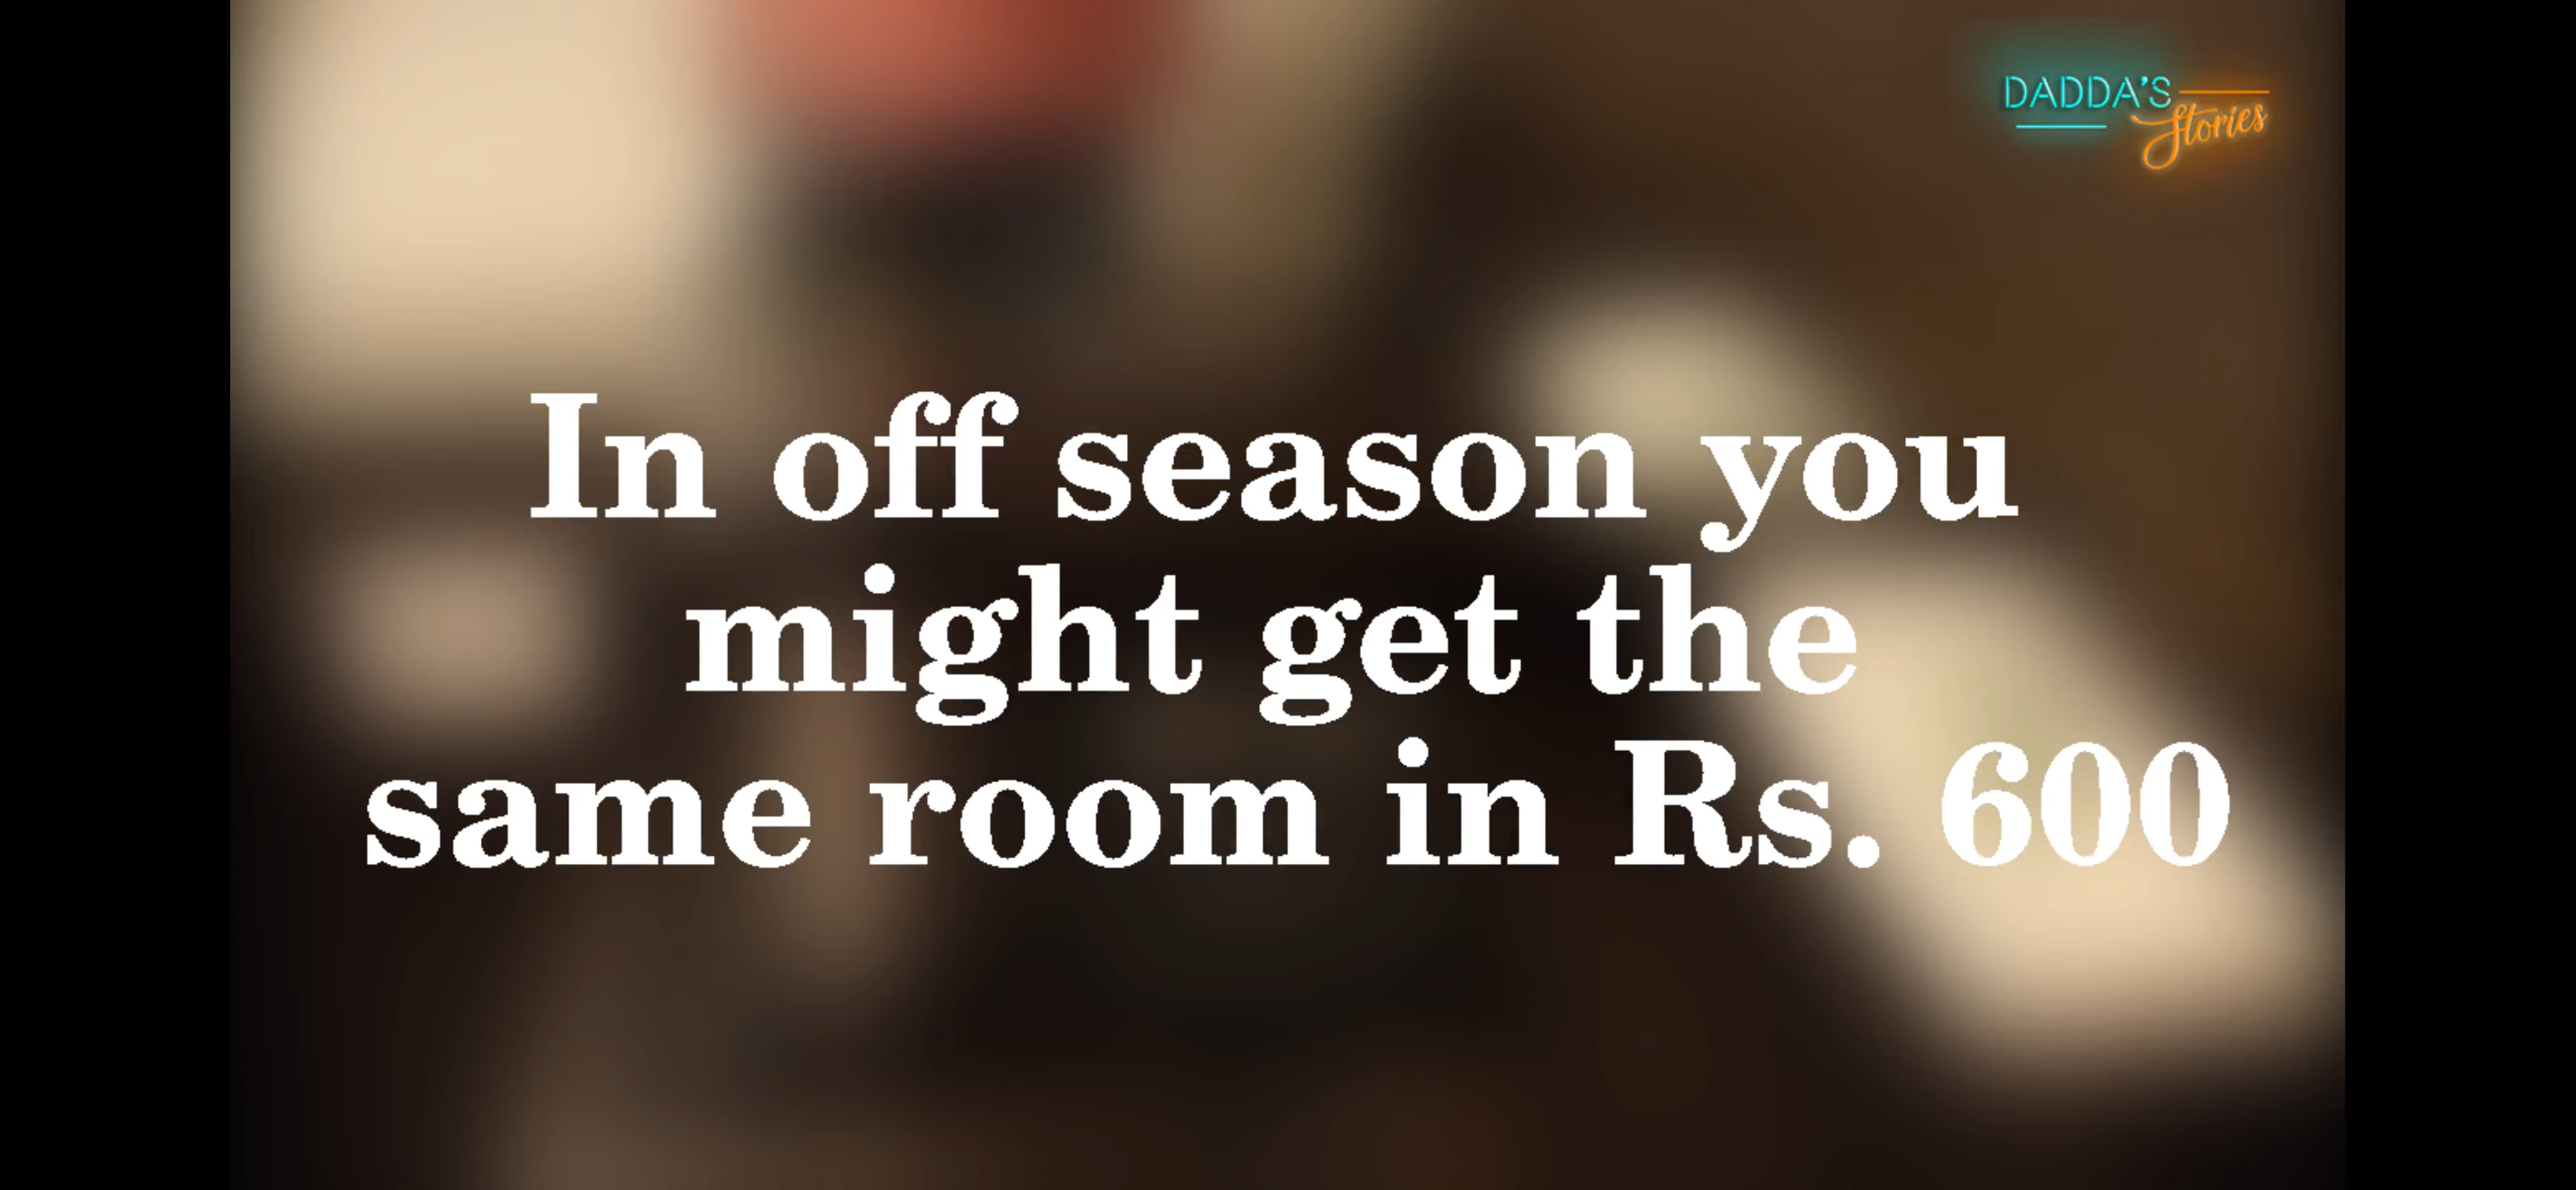 DADDA'S
Stories
In off season you
might get the
same room in Rs. 600